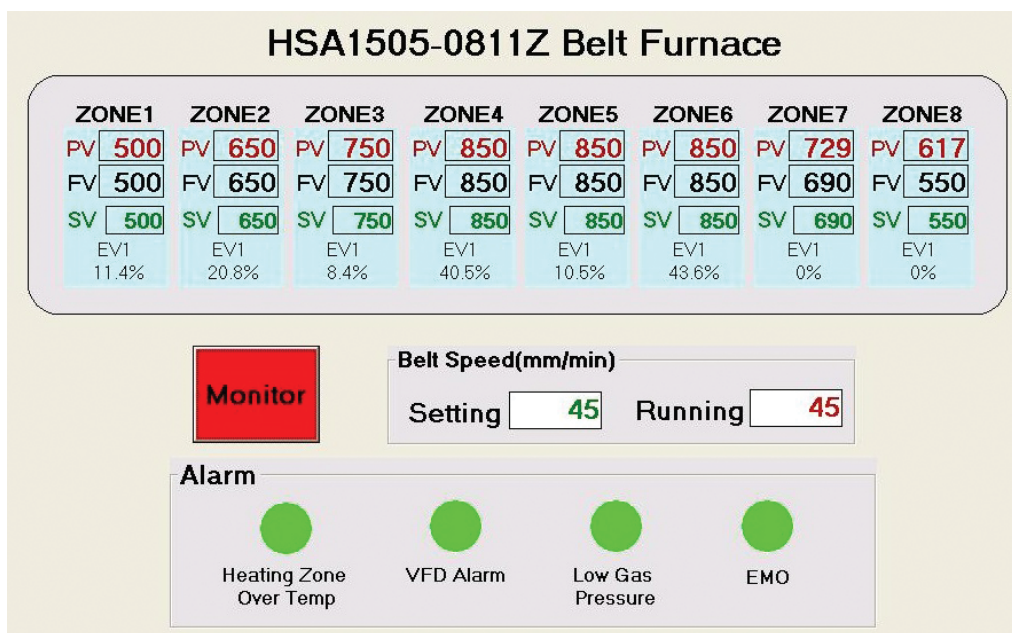 HSA1505-0811Z Belt Furnace
ZONE1 ZONE2 ZONE3 ZONE4 ZONE5 ZONE6 ZONE7 ZONE8
PV 500 PV 650 PV 750 PV 850 PV 850 PV 850 PV 729 PV 617
FV 500 FV 650 FV 750 FV 850 FV 850 FV 850 FV 690 FV 550
SV 500 SV 650 SV 750 SV 850 SV 850 SV 850 SV 690 SV 550
EV1 EV1 EV1 EV1 EV1 EV1 EV1 EV1
11.4% 20.8% 8.4% 40.5% 10.5% 43.6% 0% 0%
Monitor
Belt Speed(mm/min)
Setting 45 Running 45
Alarm
Heating Zone
Over Temp
VFD Alarm
Low Gas
Pressure
EMO